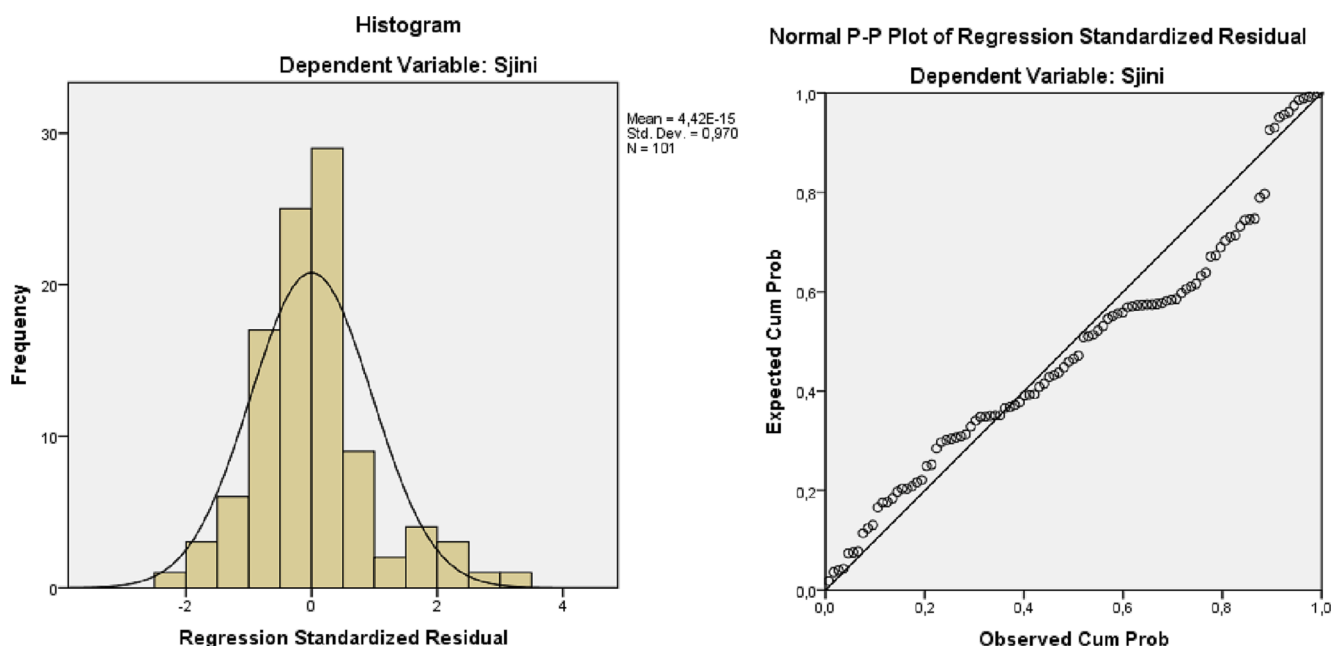 Histogram
Dependent Variable: Sjini
Mean = 4,42E-15
Std. Dev. = 0,970
N = 101
30
20
10
0
Frequency
-2 0 2 4
Regression Standardized Residual
Normal P-P Plot of Regression Standardized Residual
Dependent Variable: Sjini
1,0
0,8
0,6
0,4
0,2
0,0
Expected Cum Prob
0,0 0,2 0,4 0,6 0,8 1,0
Observed Cum Prob